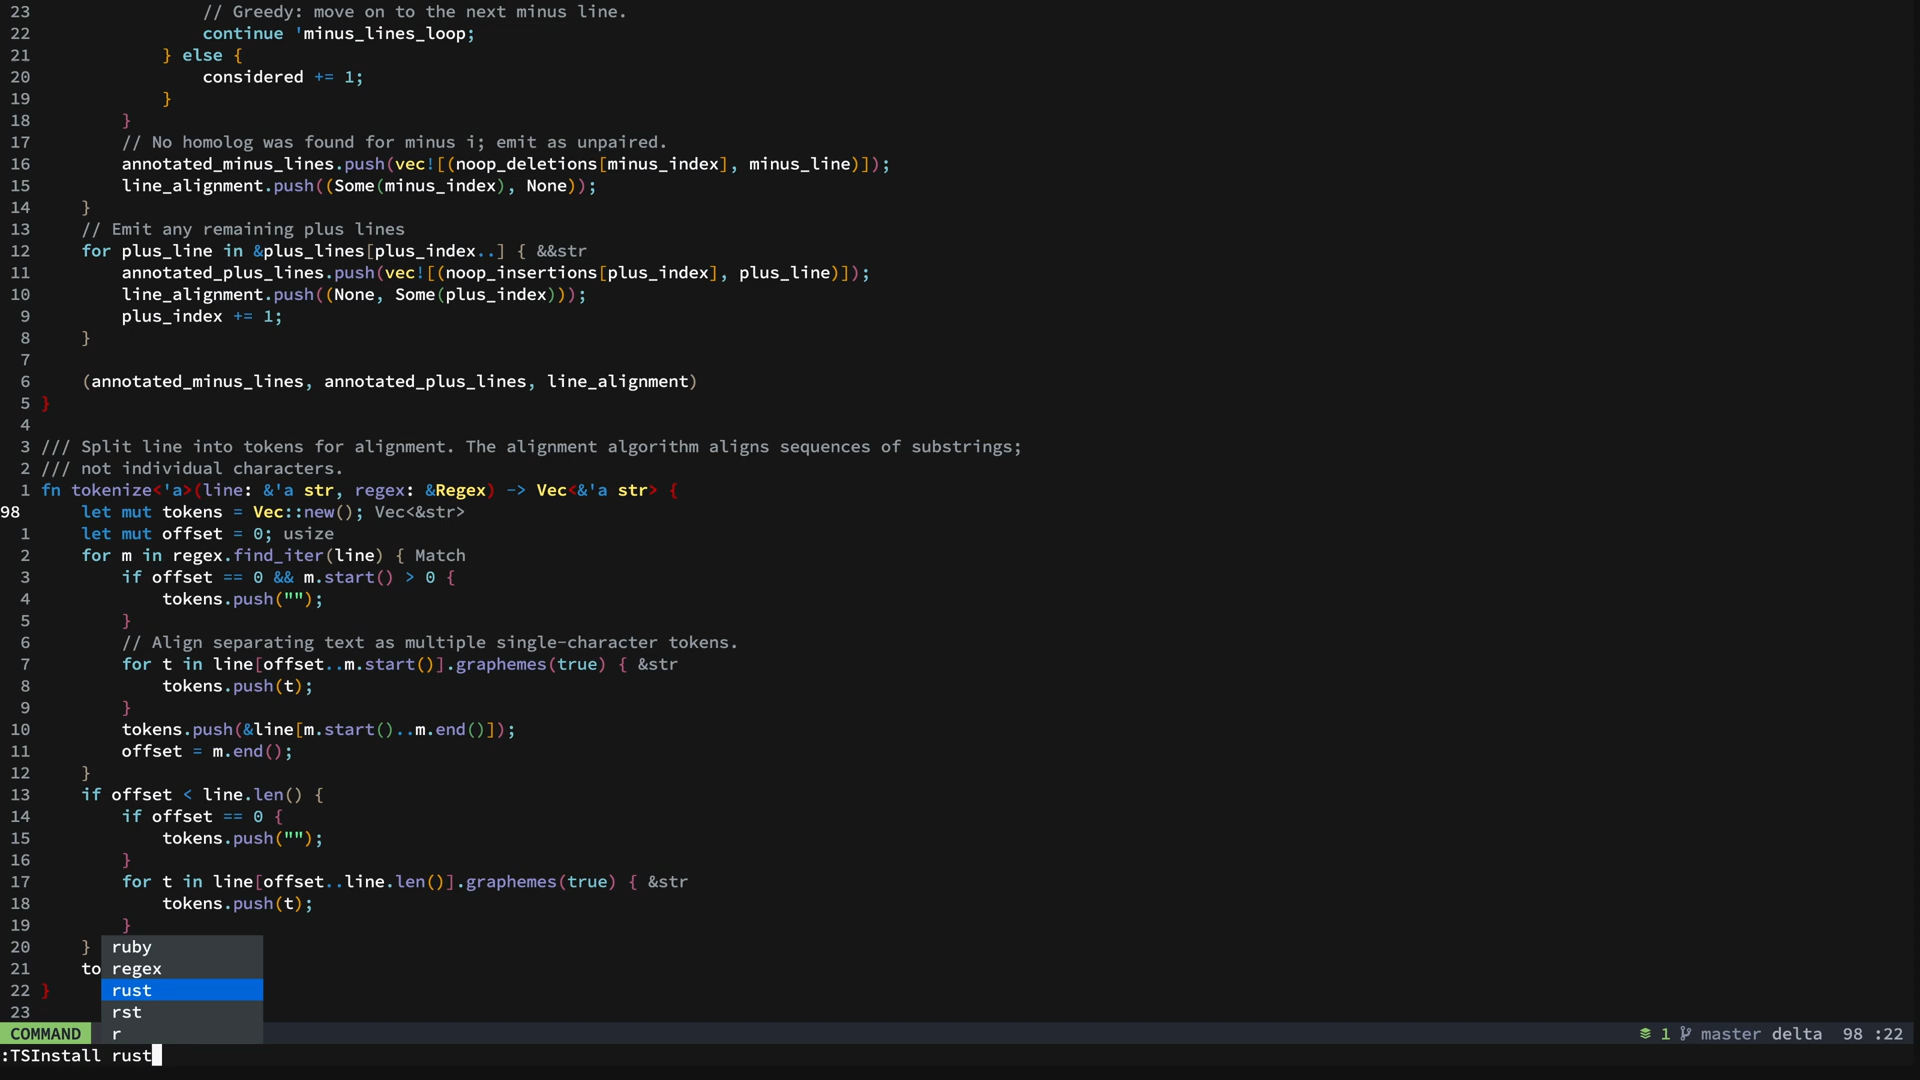 23 // Greedy: move on to the next minus line.
22 continue 'minus_lines_loop;
21 } else {
20 considered += 1;
19 }
18 }
17 // No homolog was found for minus i; emit as unpaired.
16 annotated_minus_lines.push(vec![(noop_deletions[minus_index], minus_line)]);
15 line_alignment.push((Some(minus_index), None));
14 }
13 // Emit any remaining plus lines
12 for plus_line in &plus_lines[plus_index..] { &&str
11 annotated_plus_lines.push(vec![(noop_insertions[plus_index], plus_line)]);
10 line_alignment.push((None, Some(plus_index)));
9 plus_index += 1;
8 }
7
6 (annotated_minus_lines, annotated_plus_lines, line_alignment)
5 }
4
3 /// Split line into tokens for alignment. The alignment algorithm aligns sequences of substrings;
2 /// not individual characters.
1 fn tokenize<'a>(line: &'a str, regex: &Regex) -> Vec<&'a str> {
98 let mut tokens = Vec::new(); Vec<&str>
1 let mut offset = 0; usize
2 for m in regex.find_iter(line) { Match
3 if offset == 0 && m.start() > 0 {
4 tokens.push("");
5 }
6 // Align separating text as multiple single-character tokens.
7 for t in line[offset..m.start()].graphemes(true) { &str
8 tokens.push(t);
9 }
10 tokens.push(&line[m.start()..m.end()]);
11 offset = m.end();
12 }
13 if offset < line.len() {
14 if offset == 0 {
15 tokens.push("");
16 }
17 for t in line[offset..line.len()].graphemes(true) { &str
18 tokens.push(t);
19 }
20 } ruby
21 to regex
22 } rust
23 rst
COMMAND r 1 master delta 98 :22
:TSInstall rust